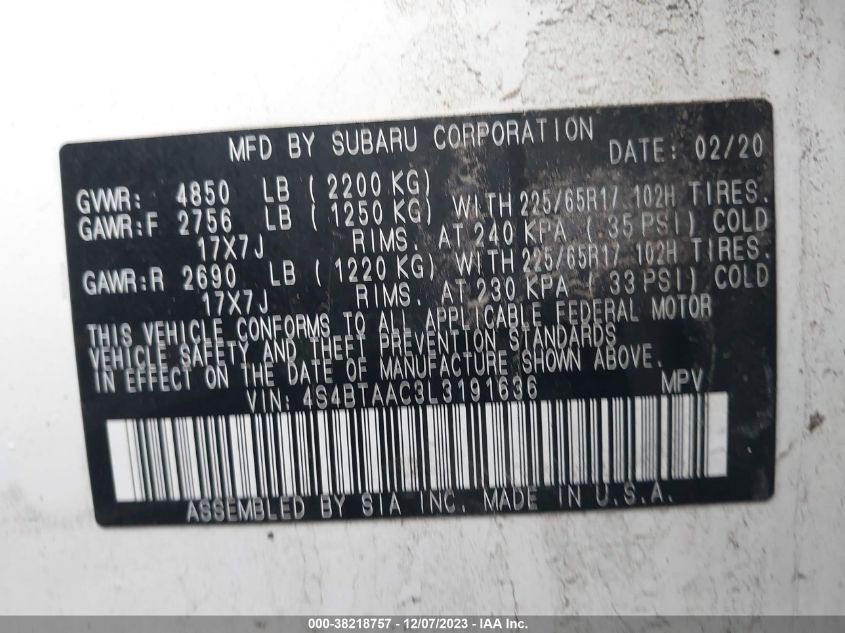 MFD BY SUBARU CORPORATION DATE: 02/20
GVWR: 4850 LB (2200 KG)
GAWR:F 2756 LB (1250 KG) WITH 225/65R17 102H TIRES.
17X7J RIMS. AT 240 KPA (35 PSI) COLD
GAWR:R 2690 LB (1220 KG) WITH 225/65R17 102H TIRES.
17X7J RIMS. AT 230 KPA (33 PSI) COLD
THIS VEHICLE CONFORMS TO ALL APPLICABLE FEDERAL MOTOR
VEHICLE SAFETY AND THEFT PREVENTION STANDARDS
IN EFFECT ON THE DATE OF MANUFACTURE SHOWN ABOVE.
VIN: 4S4BTAAC3L3191636 MPV
ASSEMBLED BY SIA INC. MADE IN U.S.A.
000-38218757 - 12/07/2023 - © IAAI.com